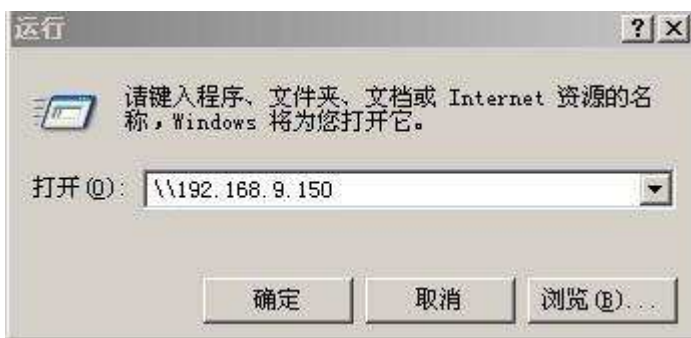 运行
请键入程序、文件夹、文档或 Internet 资源的名
称，Windows 将为您打开它。
打开(O): \\192.168.9.150
确定 取消 浏览(B)...